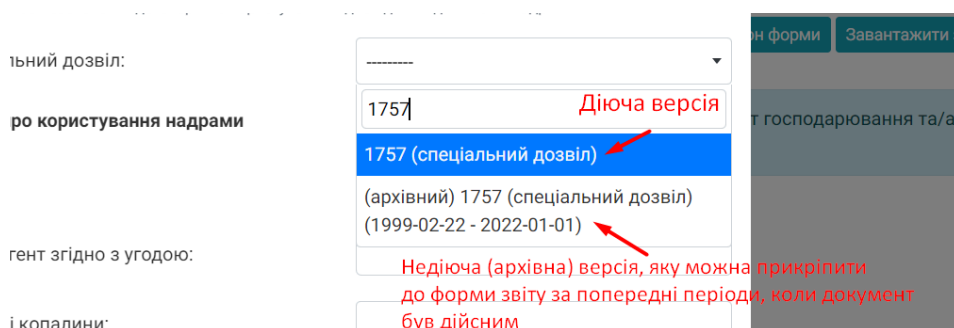 он форми Завантажити
льний дозвіл:
---------
1757
Діюча версія
про користування надрами
т господарювання та/а
1757 (спеціальний дозвіл)
(архівний) 1757 (спеціальний дозвіл)
(1999-02-22 - 2022-01-01)
гент згідно з угодою:
Недіюча (архівна) версія, яку можна прикріпити
до форми звіту за попередні періоди, коли документ
був дійсним
і копалини: